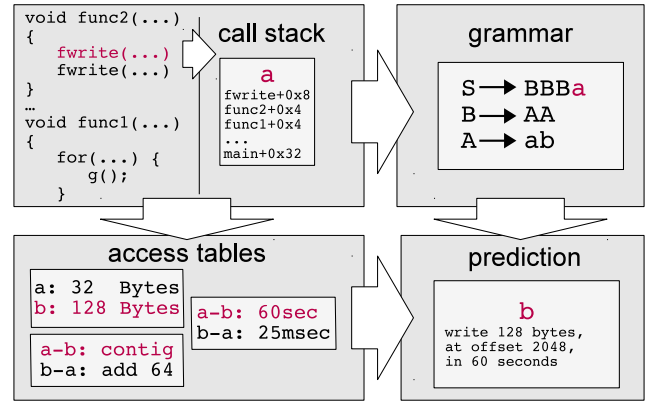 void func2(...)
{
fwrite(...)
fwrite(...)
}
…
void func1(...)
{
for(...) {
g();
}
call stack
a
fwrite+0x8
func2+0x4
func1+0x4
...
main+0x32
grammar
S → BBBa
B → AA
A → ab
access tables
a: 32 Bytes
b: 128 Bytes
a-b: 60sec
b-a: 25msec
a-b: contig
b-a: add 64
prediction
b
write 128 bytes,
at offset 2048,
in 60 seconds